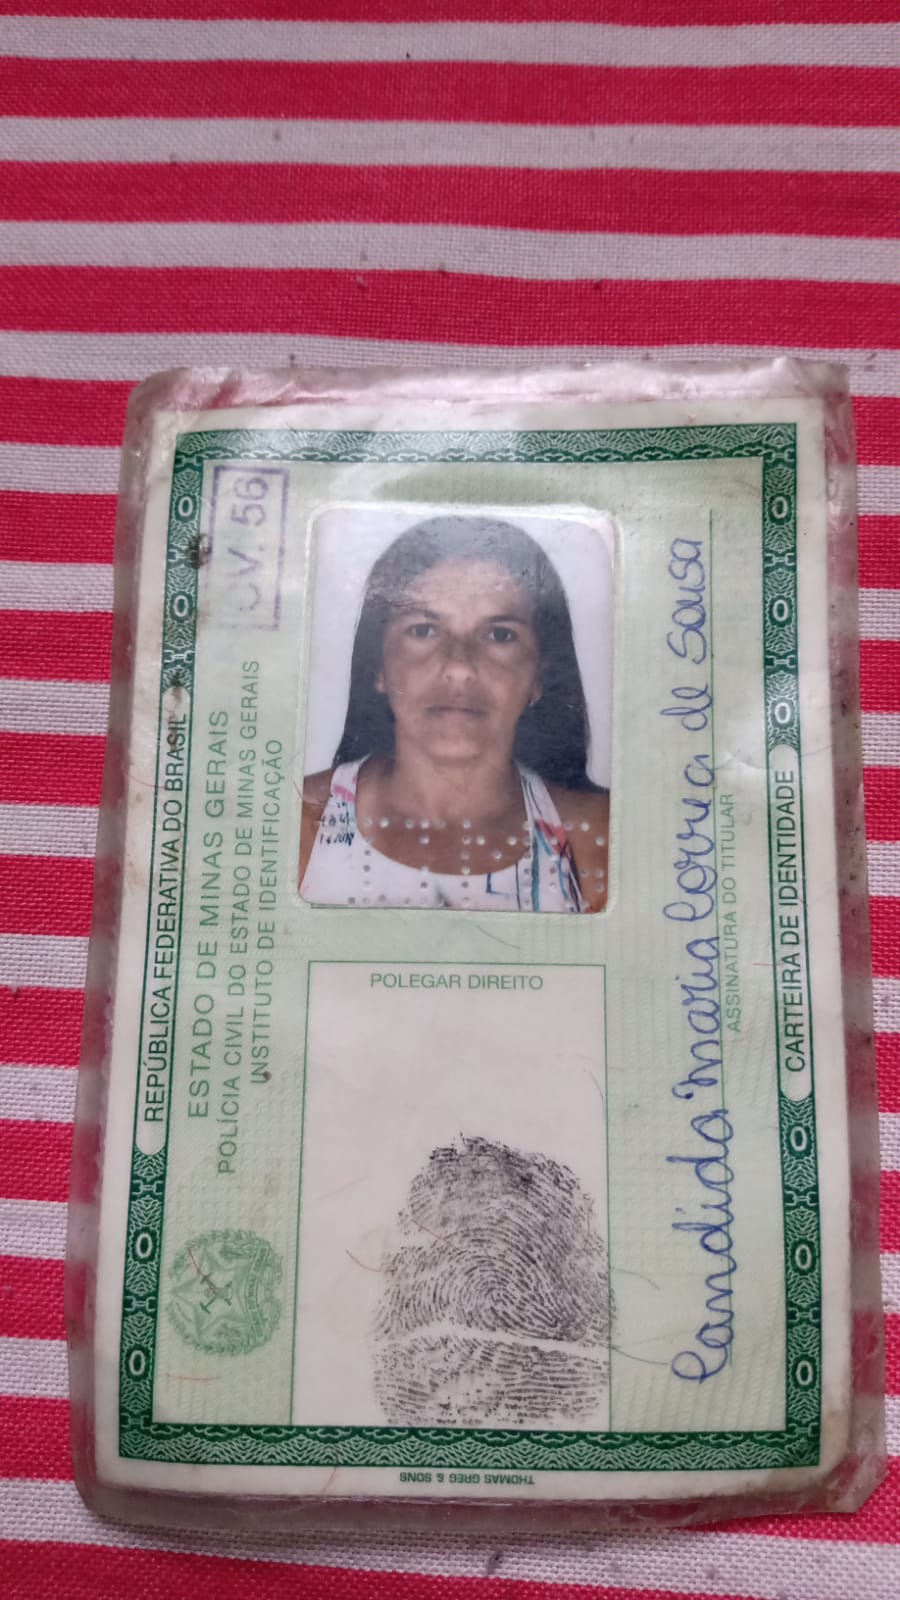 REPÚBLICA FEDERATIVA DO BRASIL
ESTADO DE MINAS GERAIS
POLÍCIA CIVIL DO ESTADO DE MINAS GERAIS
INSTITUTO DE IDENTIFICAÇÃO
OV. 56
POLEGAR DIREITO
Candida Maria Correa de Sousa
ASSINATURA DO TITULAR
CARTEIRA DE IDENTIDADE
THOMAS GREG & SONS